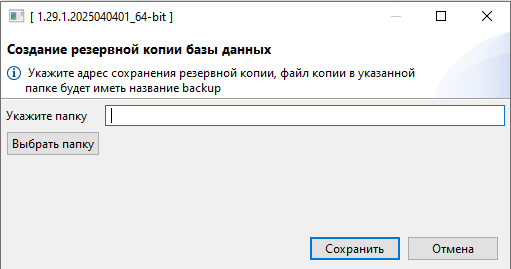 [ 1.29.1.2025040401_64-bit ]
Создание резервной копии базы данных
Укажите адрес сохранения резервной копии, файл копии в указанной
папке будет иметь название backup
Укажите папку
Выбрать папку
Сохранить Отмена